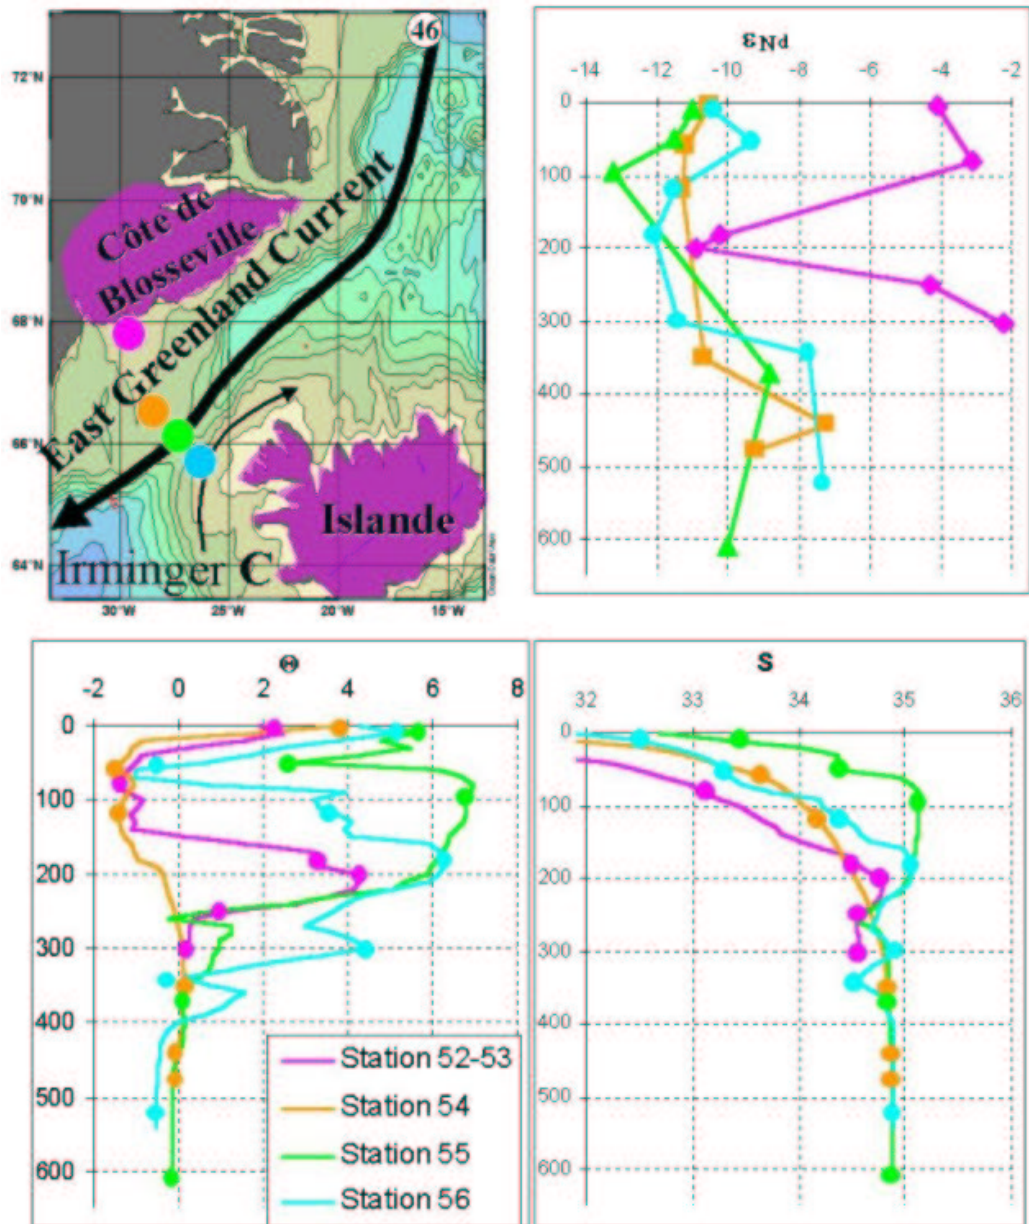 46
72°N
70°N
68°N
66°N
64°N
30°W
25°W
20°W
15°W
Côte de
Blosseville
East Greenland Current
Islande
Irminger C
εNd
-14 -12 -10 -8 -6 -4 -2
0
100
200
300
400
500
600
Θ
-2 0 2 4 6 8
0
100
200
300
400
500
600
Station 52-53
Station 54
Station 55
Station 56
S
32 33 34 35 36
0
100
200
300
400
500
600